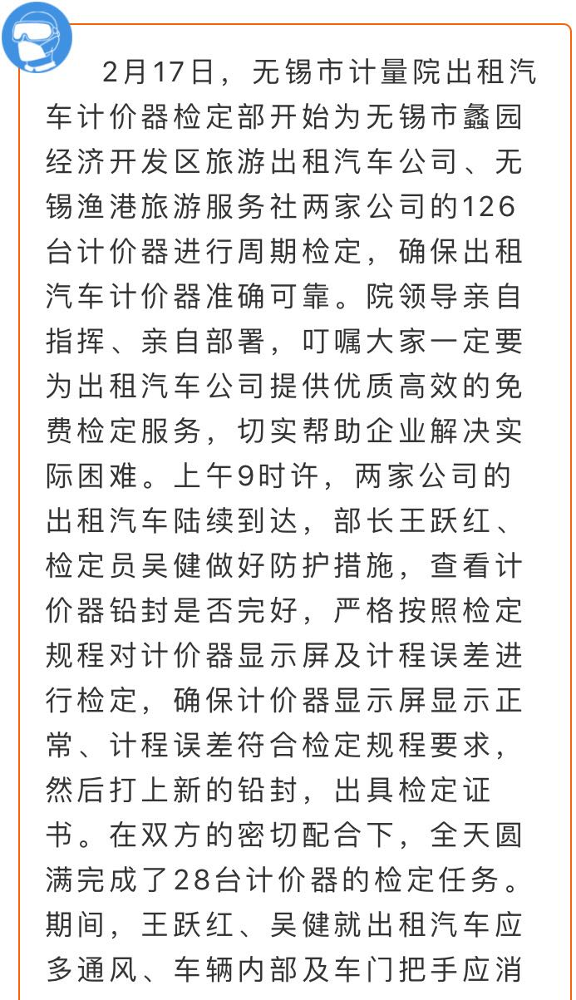 2月17日，无锡市计量院出租汽
车计价器检定部开始为无锡市蠡园
经济开发区旅游出租汽车公司、无
锡渔港旅游服务社两家公司的126
台计价器进行周期检定，确保出租
汽车计价器准确可靠。院领导亲自
指挥、亲自部署，叮嘱大家一定要
为出租汽车公司提供优质高效的免
费检定服务，切实帮助企业解决实
际困难。上午9时许，两家公司的
出租汽车陆续到达，部长王跃红、
检定员吴健做好防护措施，查看计
价器铅封是否完好，严格按照检定
规程对计价器显示屏及计程误差进
行检定，确保计价器显示屏显示正
常、计程误差符合检定规程要求，
然后打上新的铅封，出具检定证
书。在双方的密切配合下，全天圆
满完成了28台计价器的检定任务。
期间，王跃红、吴健就出租汽车应
多通风、车辆内部及车门把手应消